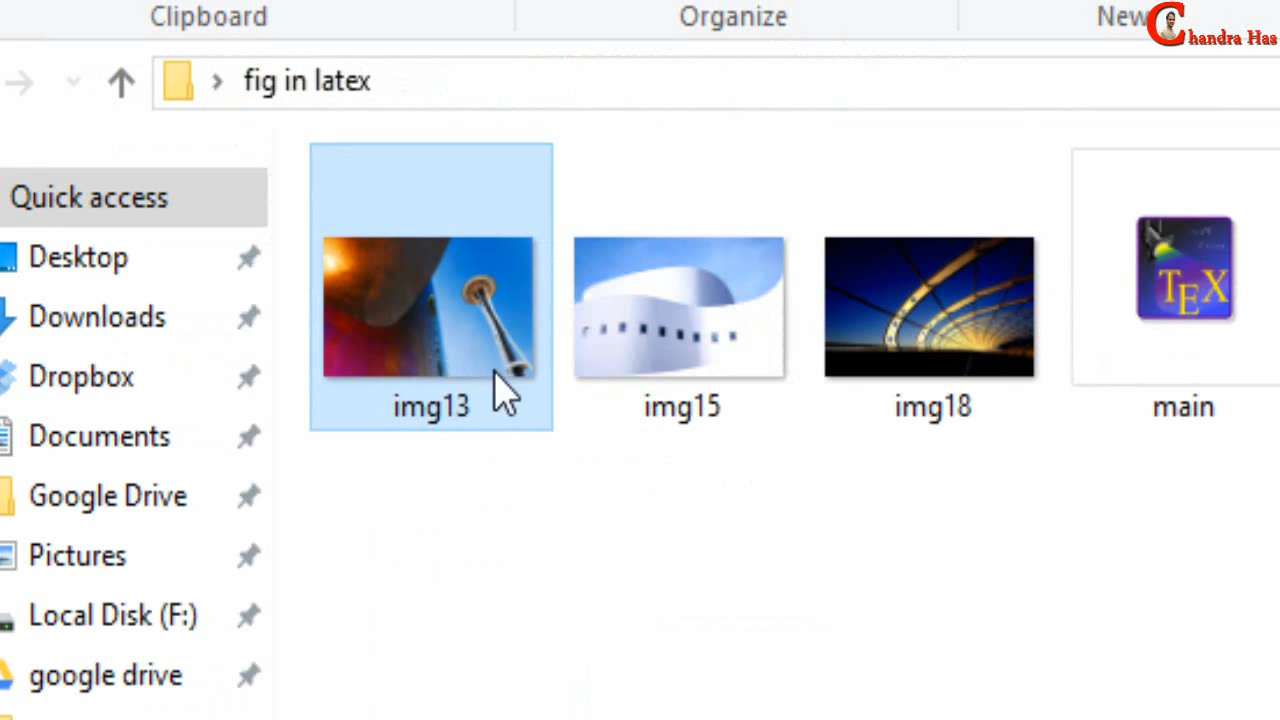 Clipboard
Organize
New
Chandra Has
fig in latex
Quick access
Desktop
Downloads
Dropbox
Documents
Google Drive
Pictures
Local Disk (F:)
google drive
img13
img15
img18
main
TEX